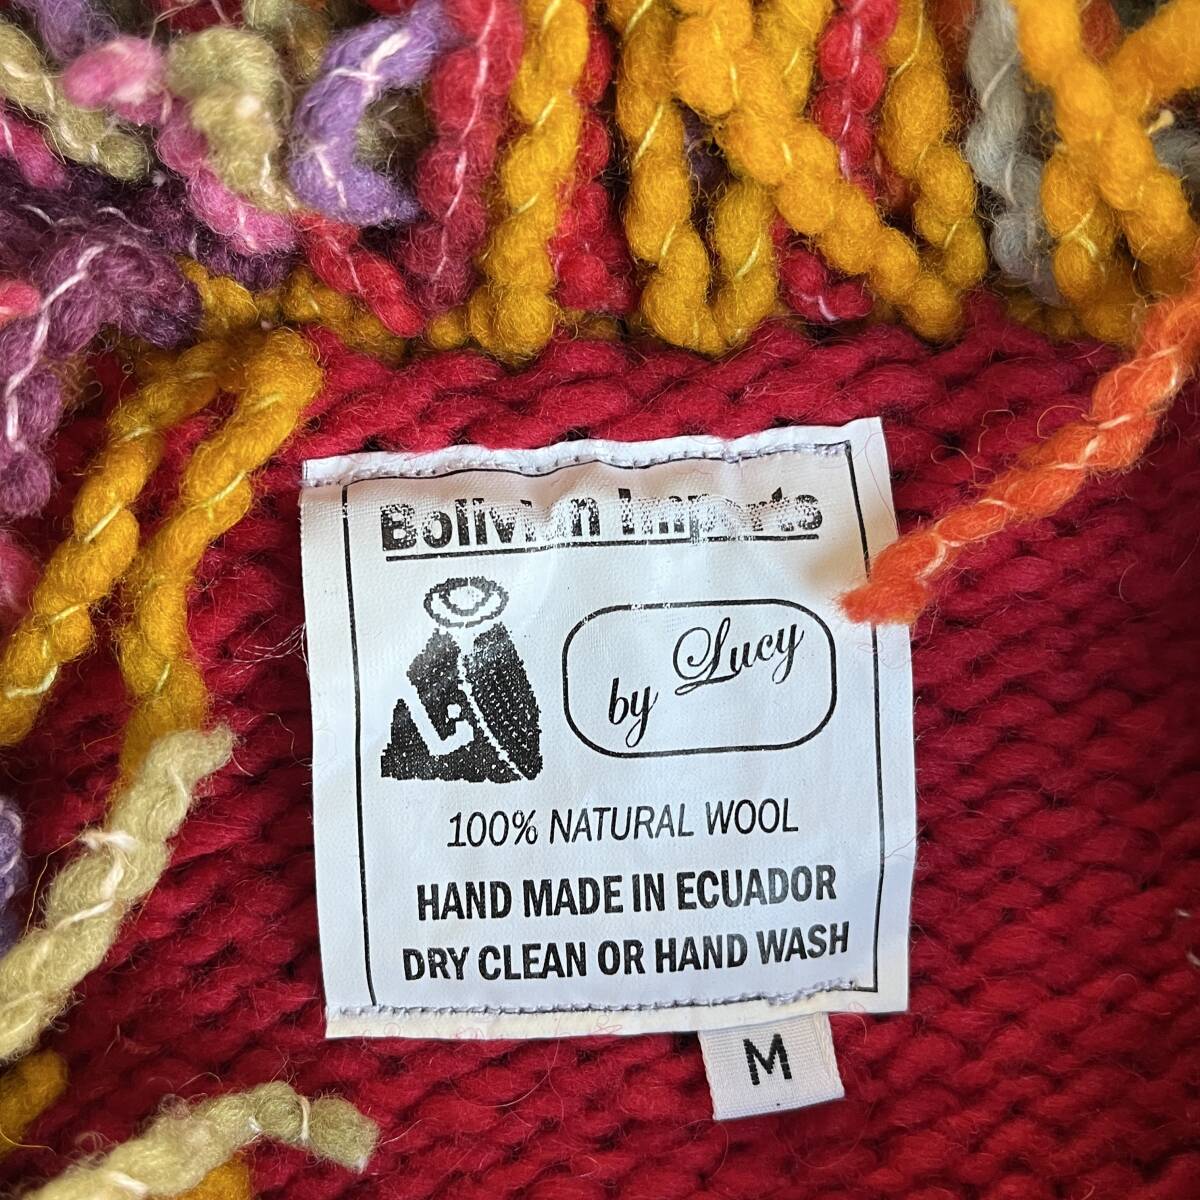 Bolivian Imports
by Lucy
100% NATURAL WOOL
HAND MADE IN ECUADOR
DRY CLEAN OR HAND WASH
M